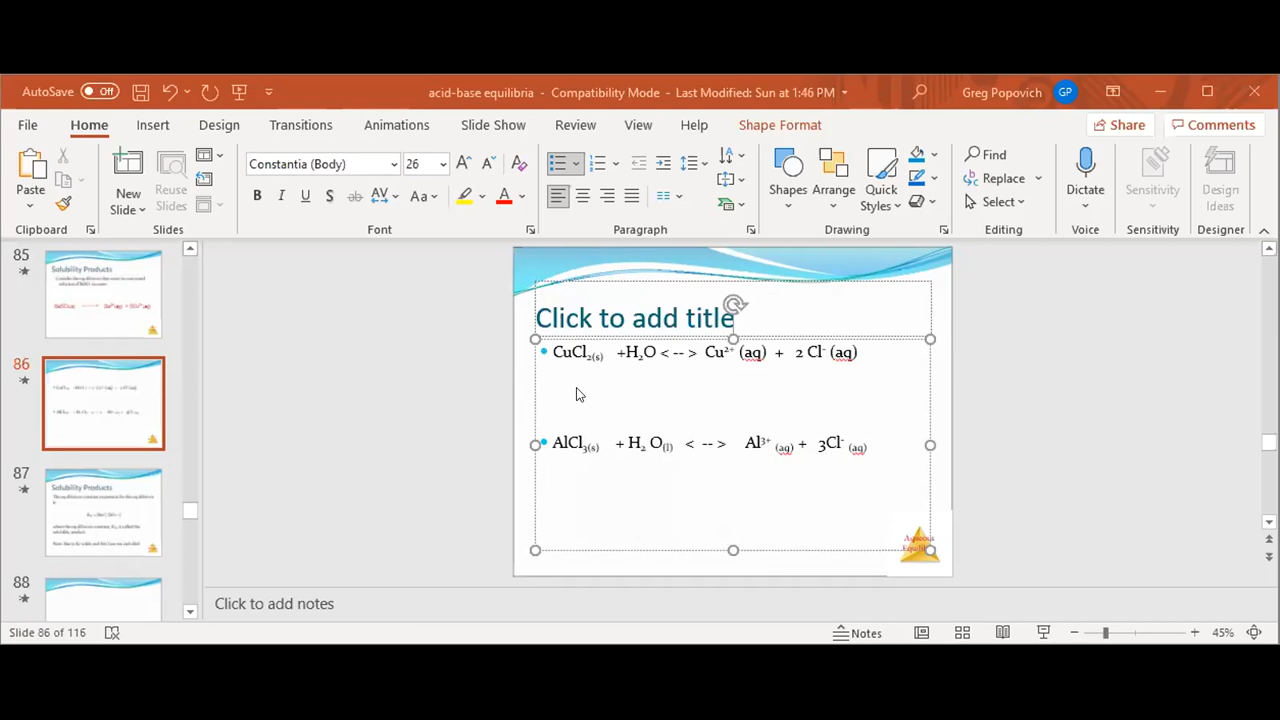 AutoSave Off
acid-base equilibria - Compatibility Mode - Last Modified: Sun at 1:46 PM
Greg Popovich GP
File Home Insert Design Transitions Animations Slide Show Review View Help Shape Format Share Comments
Paste
New Slide
Reuse Slides
Constantia (Body) 26
B I U S ab AV Aa A
Shapes Arrange Quick Styles
Find
Replace
Select
Dictate
Sensitivity
Design Ideas
Clipboard Slides Font Paragraph Drawing Editing Voice Sensitivity Designer
85
Solubility Products
86
87
Solubility Products
88
Click to add title
• CuCl₂₍s₎ +H₂O < -- > Cu²⁺ (aq) + 2 Cl⁻ (aq)
• AlCl₃₍s₎ + H₂ O₍l₎ < -- > Al³⁺ (aq) + 3Cl⁻ (aq)
Aqueous
Click to add notes
Slide 86 of 116
Notes
45%